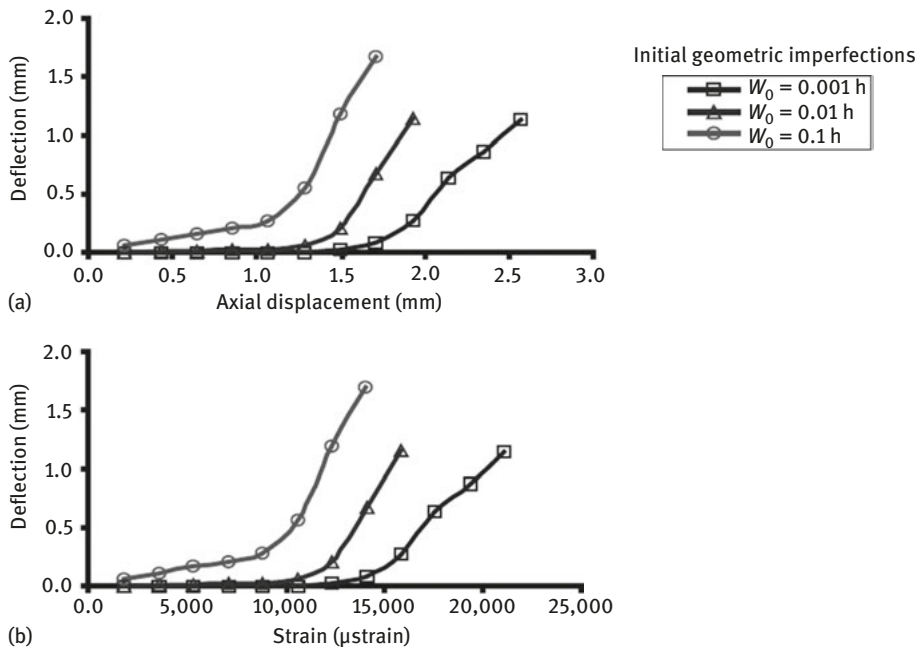 2.0
1.5
1.0
0.5
0.0
Deflection (mm)
0.0 0.5 1.0 1.5 2.0 2.5 3.0
Axial displacement (mm)
(a)
Initial geometric imperfections
W₀ = 0.001 h
W₀ = 0.01 h
W₀ = 0.1 h
2.0
1.5
1.0
0.5
0.0
Deflection (mm)
0.0 5,000 10,000 15,000 20,000 25,000
Strain (µstrain)
(b)